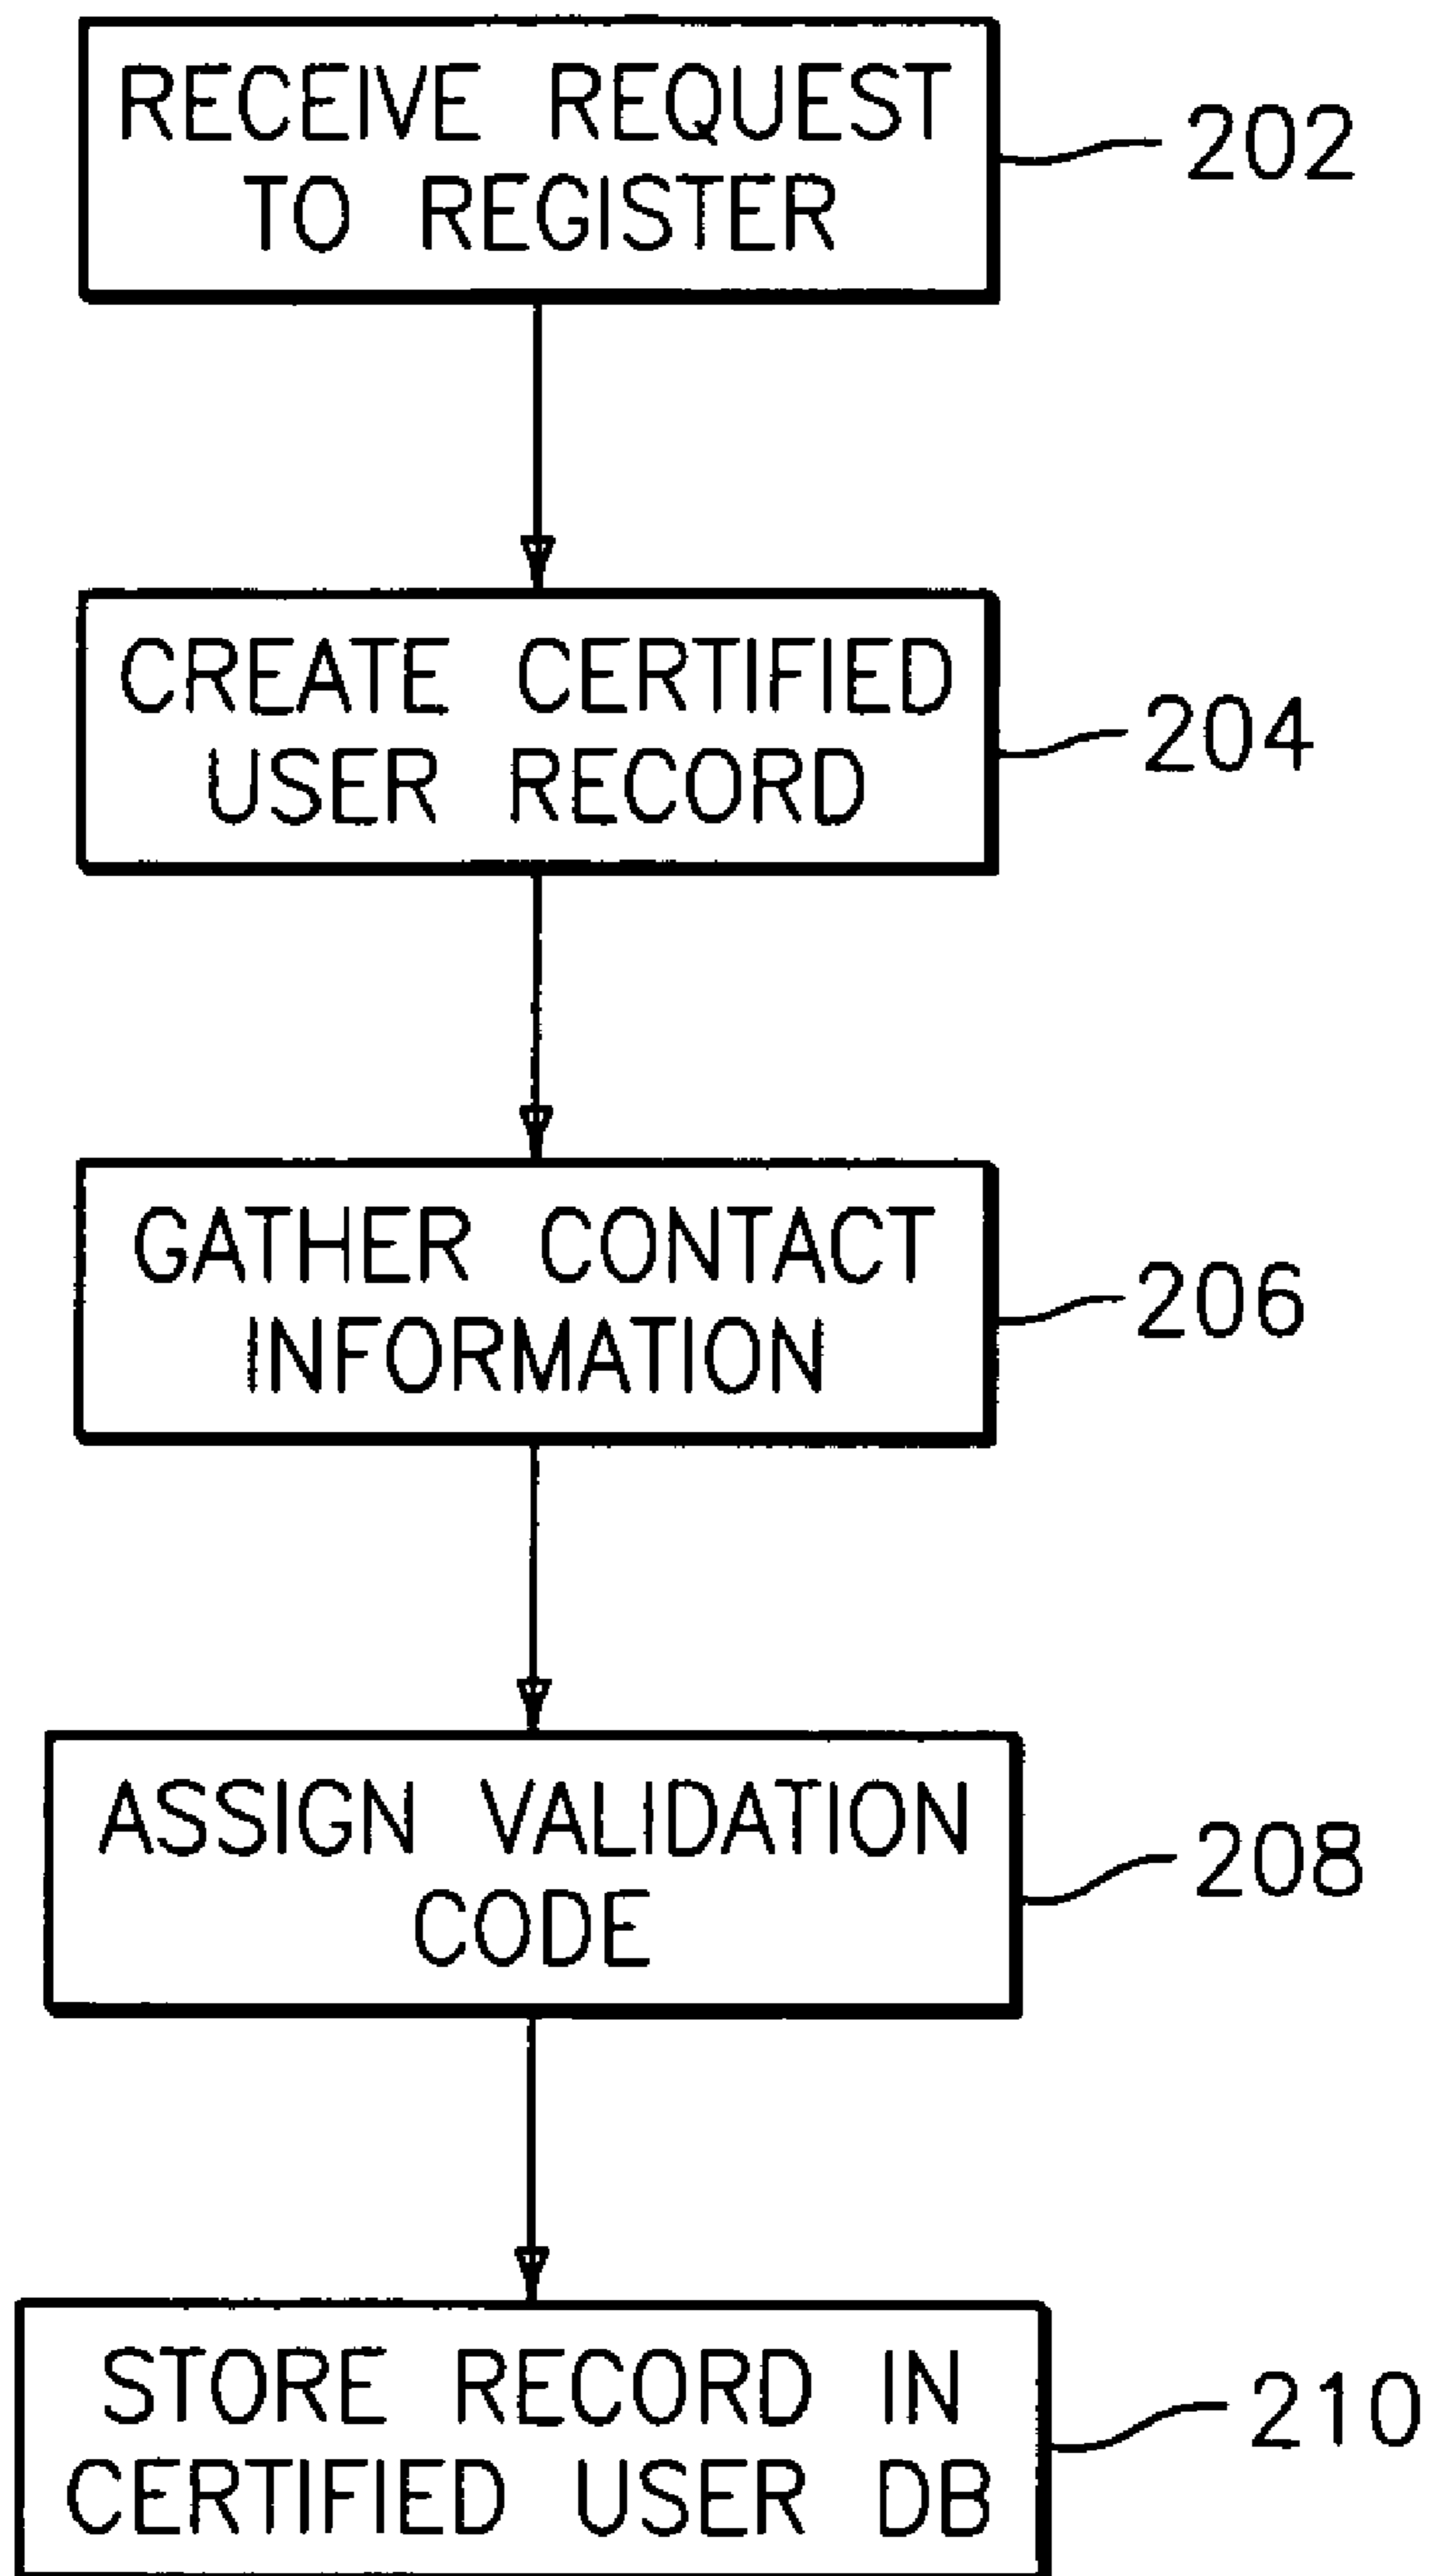 RECEIVE REQUEST
TO REGISTER
202
CREATE CERTIFIED
USER RECORD
204
GATHER CONTACT
INFORMATION
206
ASSIGN VALIDATION
CODE
208
STORE RECORD IN
CERTIFIED USER DB
210